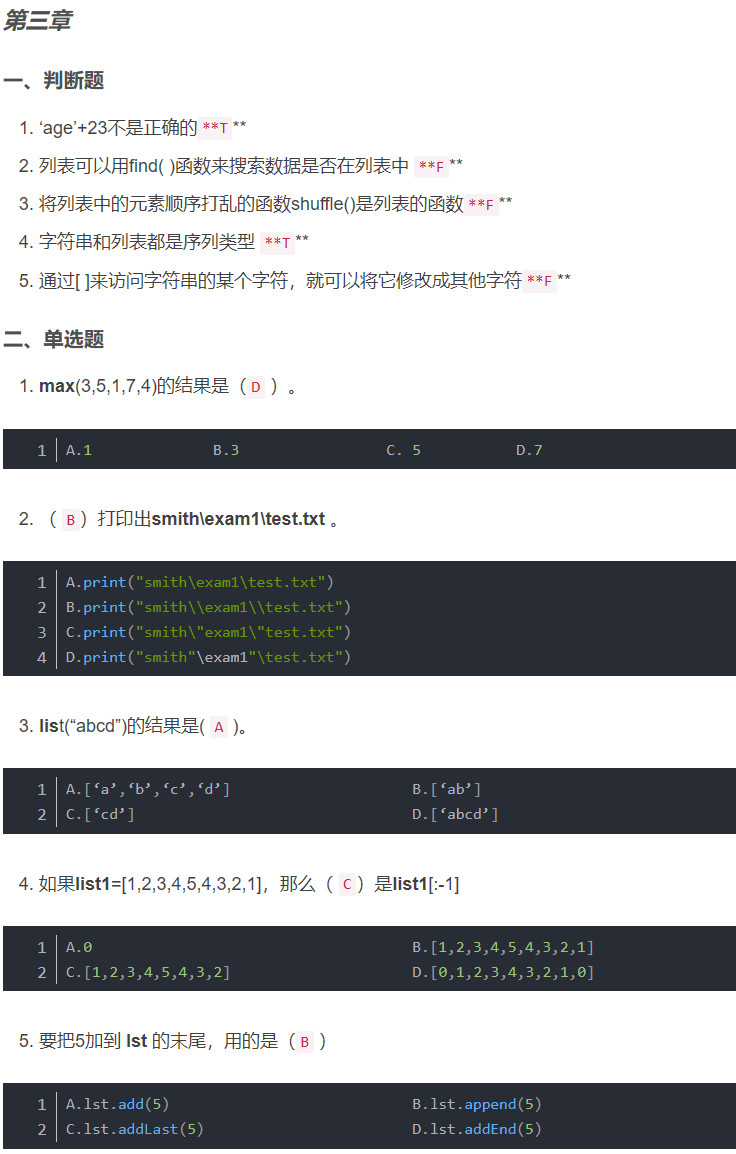 第三章
一、判断题
1. ‘age’+23不是正确的 **T **
2. 列表可以用find( )函数来搜索数据是否在列表中 **F **
3. 将列表中的元素顺序打乱的函数shuffle()是列表的函数 **F **
4. 字符串和列表都是序列类型 **T **
5. 通过[ ]来访问字符串的某个字符，就可以将它修改成其他字符 **F **
二、单选题
1. max(3,5,1,7,4)的结果是（ D ）。
1 A.1 B.3 C. 5 D.7
2. （ B ）打印出smith\exam1\test.txt 。
1 A.print("smith\exam1\test.txt")
2 B.print("smith\\exam1\\test.txt")
3 C.print("smith\"exam1\"test.txt")
4 D.print("smith"\exam1"\test.txt")
3. list(“abcd”)的结果是( A )。
1 A.[‘a’,‘b’,‘c’,‘d’] B.[‘ab’]
2 C.[‘cd’] D.[‘abcd’]
4. 如果list1=[1,2,3,4,5,4,3,2,1]，那么（ C ）是list1[:-1]
1 A.0 B.[1,2,3,4,5,4,3,2,1]
2 C.[1,2,3,4,5,4,3,2] D.[0,1,2,3,4,3,2,1,0]
5. 要把5加到 lst 的末尾，用的是（ B ）
1 A.lst.add(5) B.lst.append(5)
2 C.lst.addLast(5) D.lst.addEnd(5)